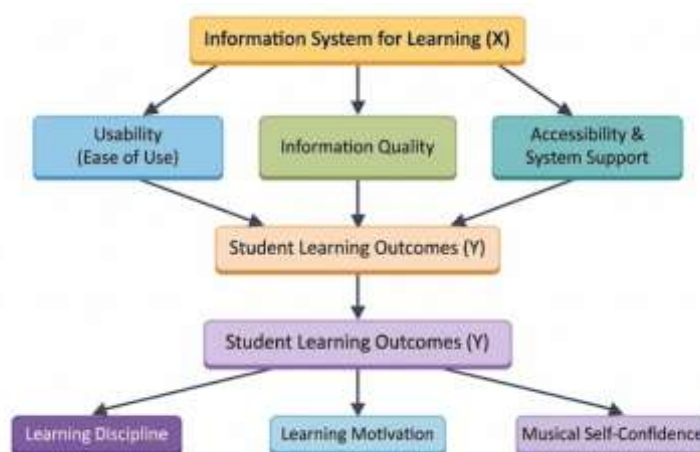 Information System for Learning (X)
Usability
(Ease of Use)
Information Quality
Accessibility &
System Support
Student Learning Outcomes (Y)
Student Learning Outcomes (Y)
Learning Discipline
Learning Motivation
Musical Self-Confidence